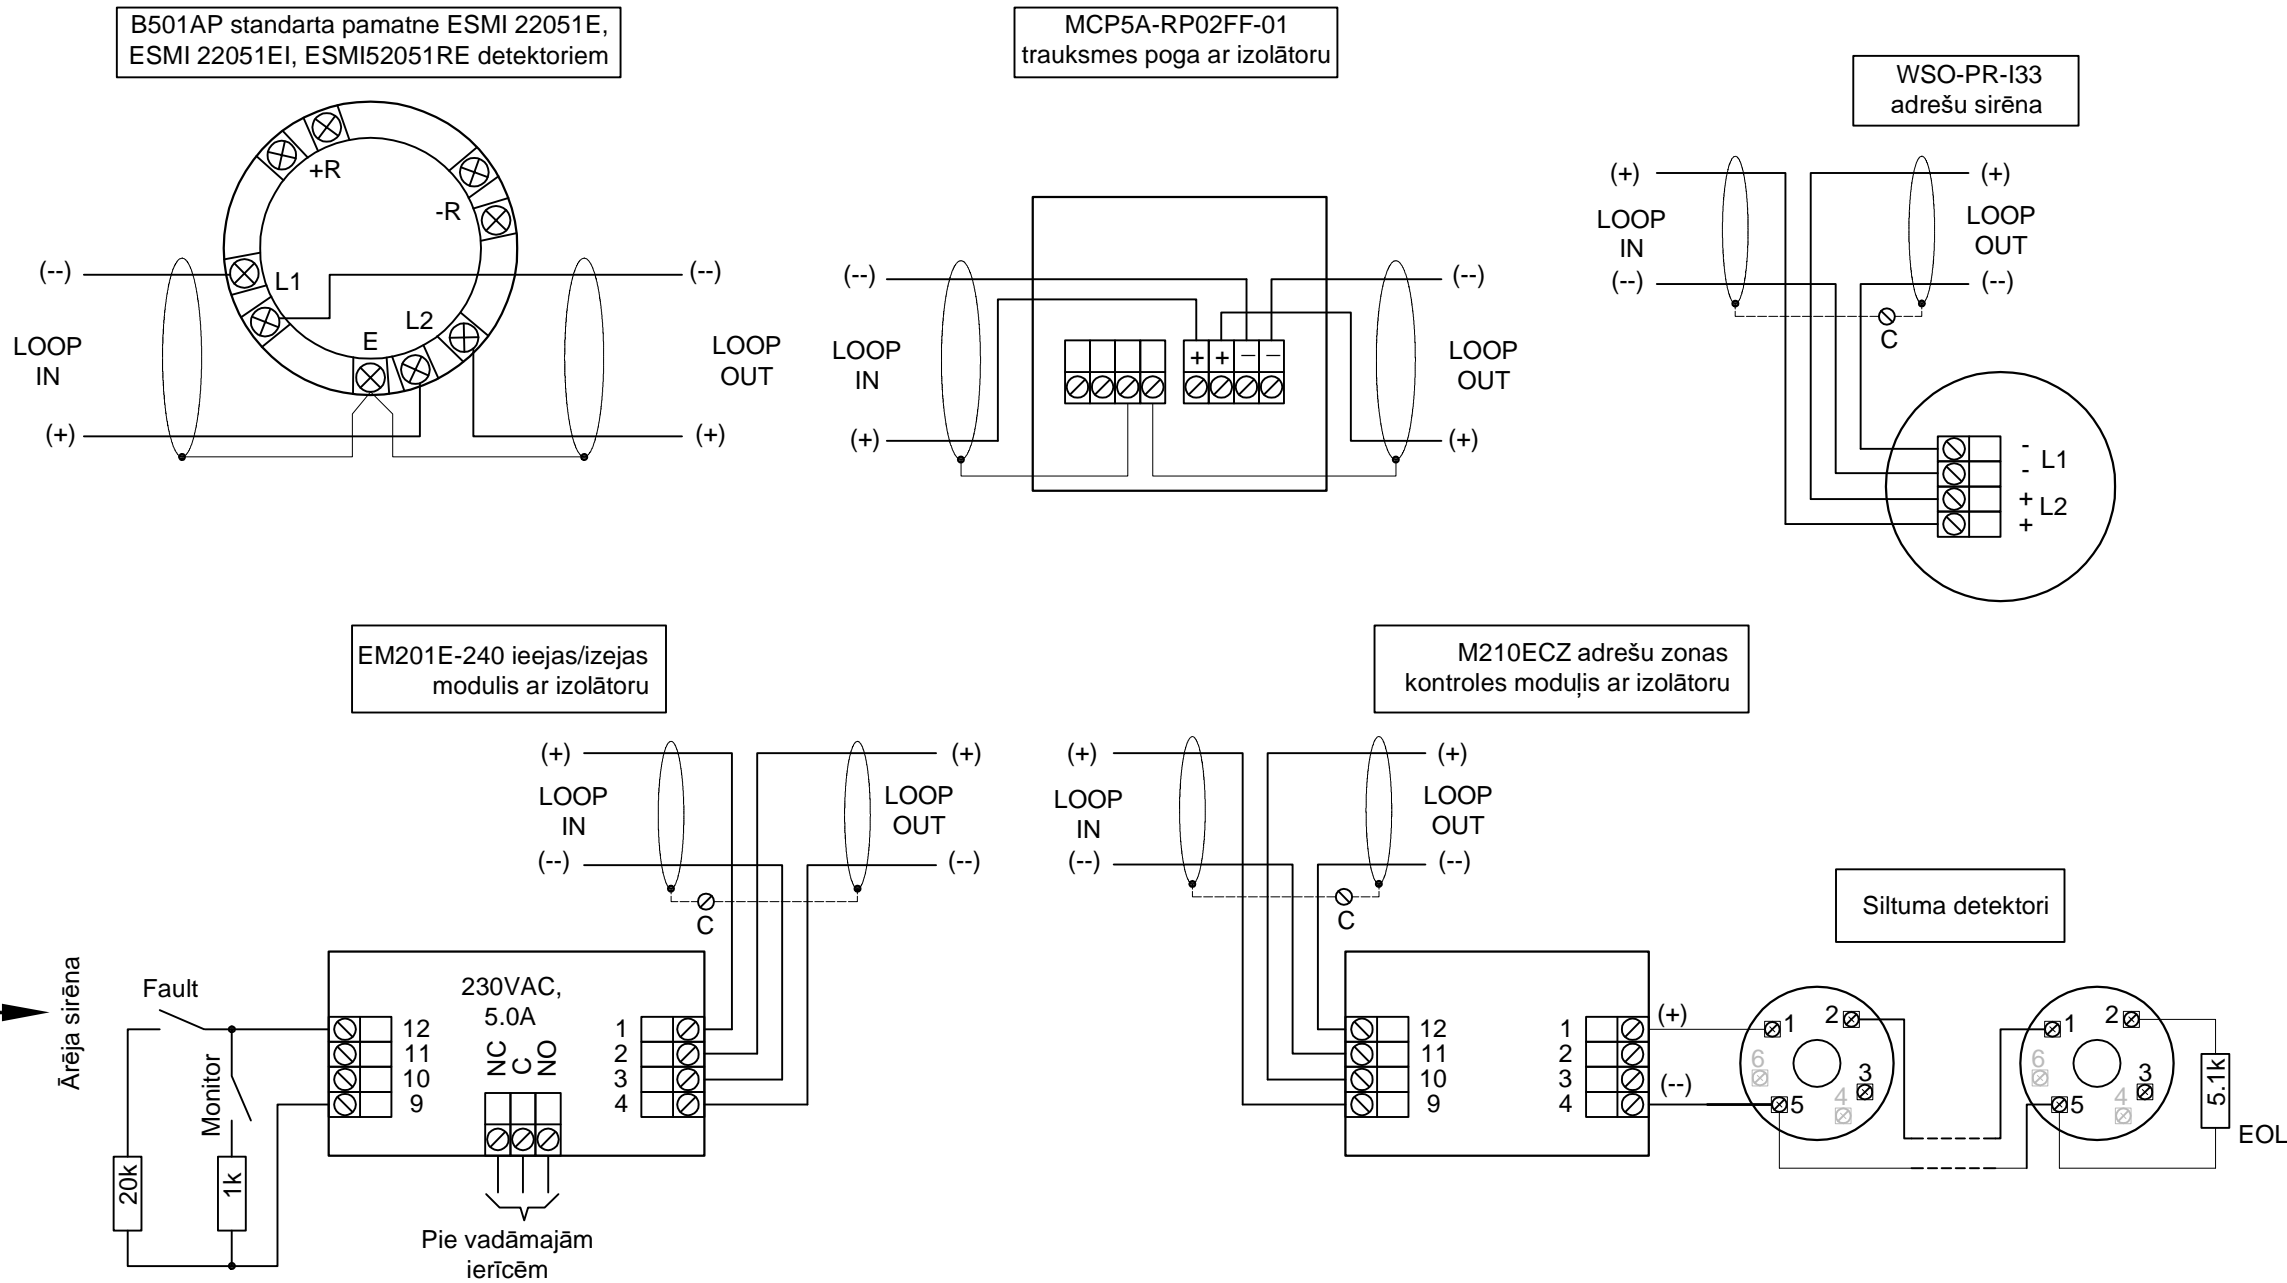 B501AP standarta pamatne ESMI 22051E,
ESMI 22051EI, ESMI52051RE detektoriem
+R
-R
(--)
L1
(--)
LOOP
IN
E
L2
LOOP
OUT
(+)
(+)
MCP5A-RP02FF-01
trauksmes poga ar izolātoru
(--)
(--)
LOOP
IN
+ + – –
LOOP
OUT
(+)
(+)
WSO-PR-I33
adrešu sirēna
(+)
(+)
LOOP
IN
LOOP
OUT
(--)
(--)
C
-
-
L1
+
+
L2
EM201E-240 ieejas/izejas
modulis ar izolātoru
(+)
(+)
LOOP
IN
LOOP
OUT
(--)
(--)
C
Ārēja sirēna
Fault
Monitor
20k
1k
12
11
10
9
230VAC,
5.0A
NC
C
NO
1
2
3
4
Pie vadāmajām
ierīcēm
M210ECZ adrešu zonas
kontroles moduļis ar izolātoru
(+)
(+)
LOOP
IN
LOOP
OUT
(--)
(--)
C
12
11
10
9
1
2
3
4
(+)
(--)
Siltuma detektori
1
2
6
3
4
5
1
2
6
3
4
5
5.1k
EOL